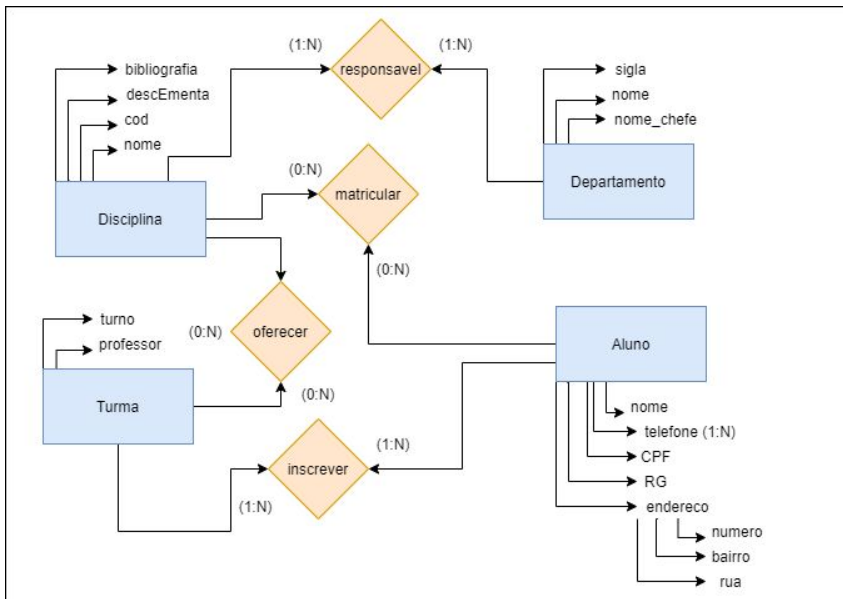 (1:N)
(1:N)
bibliografia
responsavel
sigla
descEmenta
nome
cod
nome_chefe
nome
(0:N)
Disciplina
matricular
Departamento
(0:N)
turno
(0:N)
oferecer
professor
Aluno
(0:N)
Turma
nome
telefone (1:N)
(1:N)
inscrever
CPF
(1:N)
RG
endereco
numero
bairro
rua